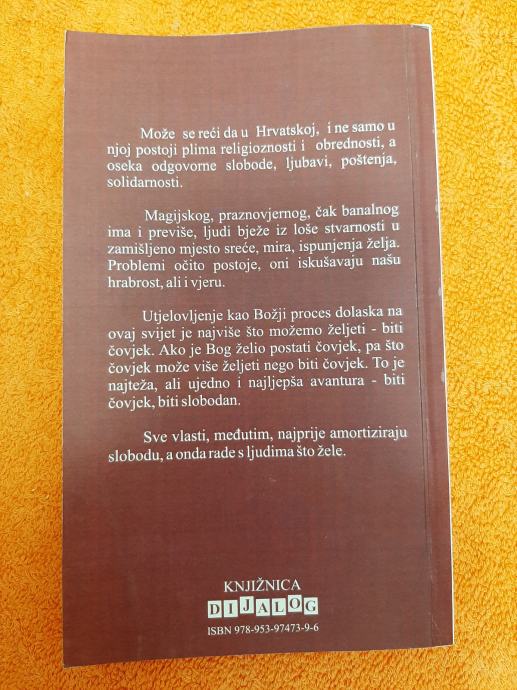 Može se reći da u Hrvatskoj, i ne samo u
njoj postoji plima religioznosti i obrednosti, a
oseka odgovorne slobode, ljubavi, poštenja,
solidarnosti.
Magijskog, praznovjernog, čak banalnog
ima i previše, ljudi bježe iz loše stvarnosti u
zamišljeno mjesto sreće, mira, ispunjenja želja.
Problemi očito postoje, oni iskušavaju našu
hrabrost, ali i vjeru.
Utjelovljenje kao Božji proces dolaska na
ovaj svijet je najviše što možemo željeti - biti
čovjek. Ako je Bog želio postati čovjek, pa što
čovjek može više željeti nego biti čovjek. To je
najteža, ali ujedno i najljepša avantura - biti
čovjek, biti slobodan.
Sve vlasti, međutim, najprije amortiziraju
slobodu, a onda rade s ljudima što žele.
KNJIŽNICA
DIJALOG
ISBN 978-953-97473-9-6